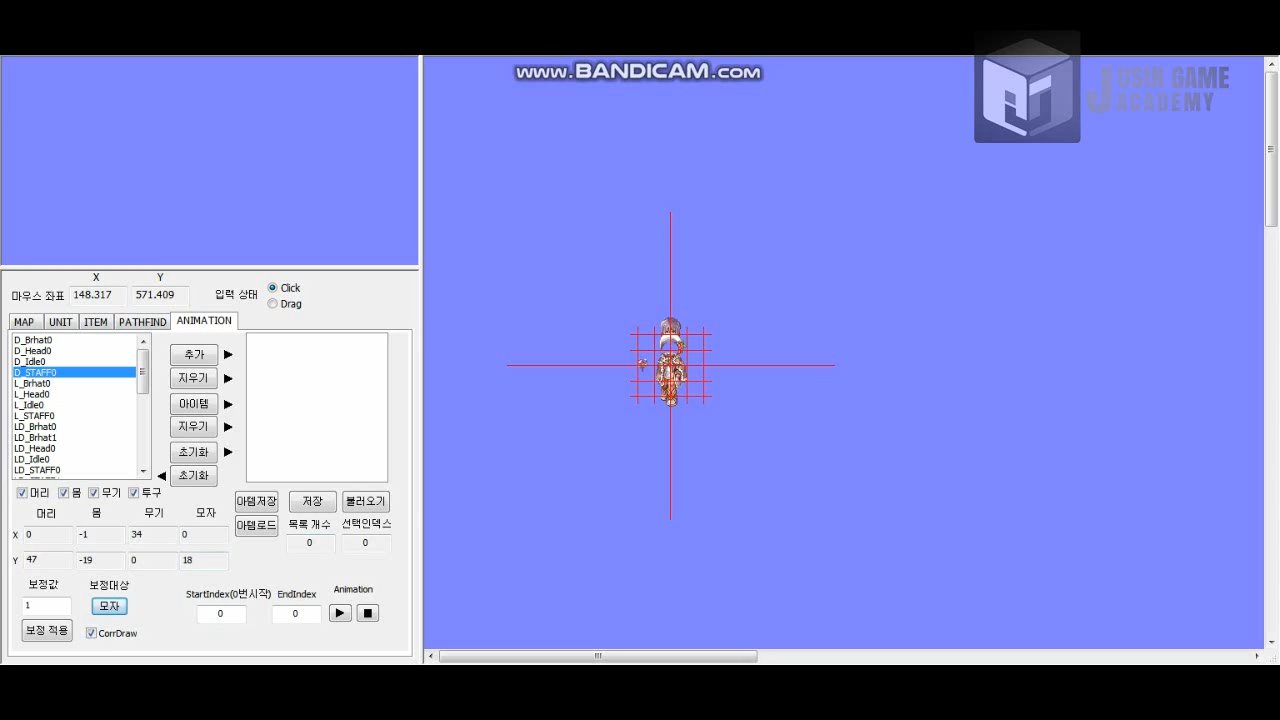 www.BANDICAM.com
JUSIN GAME
ACADEMY
X Y
마우스 좌표 148.317 571.409 입력 상태
Click
Drag
MAP UNIT ITEM PATHFIND ANIMATION
D_Brhat0
D_Head0
D_Idle0
D_STAFF0
L_Brhat0
L_Head0
L_Idle0
L_STAFF0
LD_Brhat0
LD_Brhat1
LD_Head0
LD_Idle0
LD_STAFF0
추가
지우기
아이템
지우기
초기화
초기화
머리 몸 무기 투구
머리 몸 무기 모자
X 0 -1 34 0
Y 47 -19 0 18
아템저장 저장 불러오기
아템로드 목록 개수 선택인덱스
0 0
보정값 보정대상
1 모자
보정 적용 CorrDraw
StartIndex(0번시작) EndIndex Animation
0 0